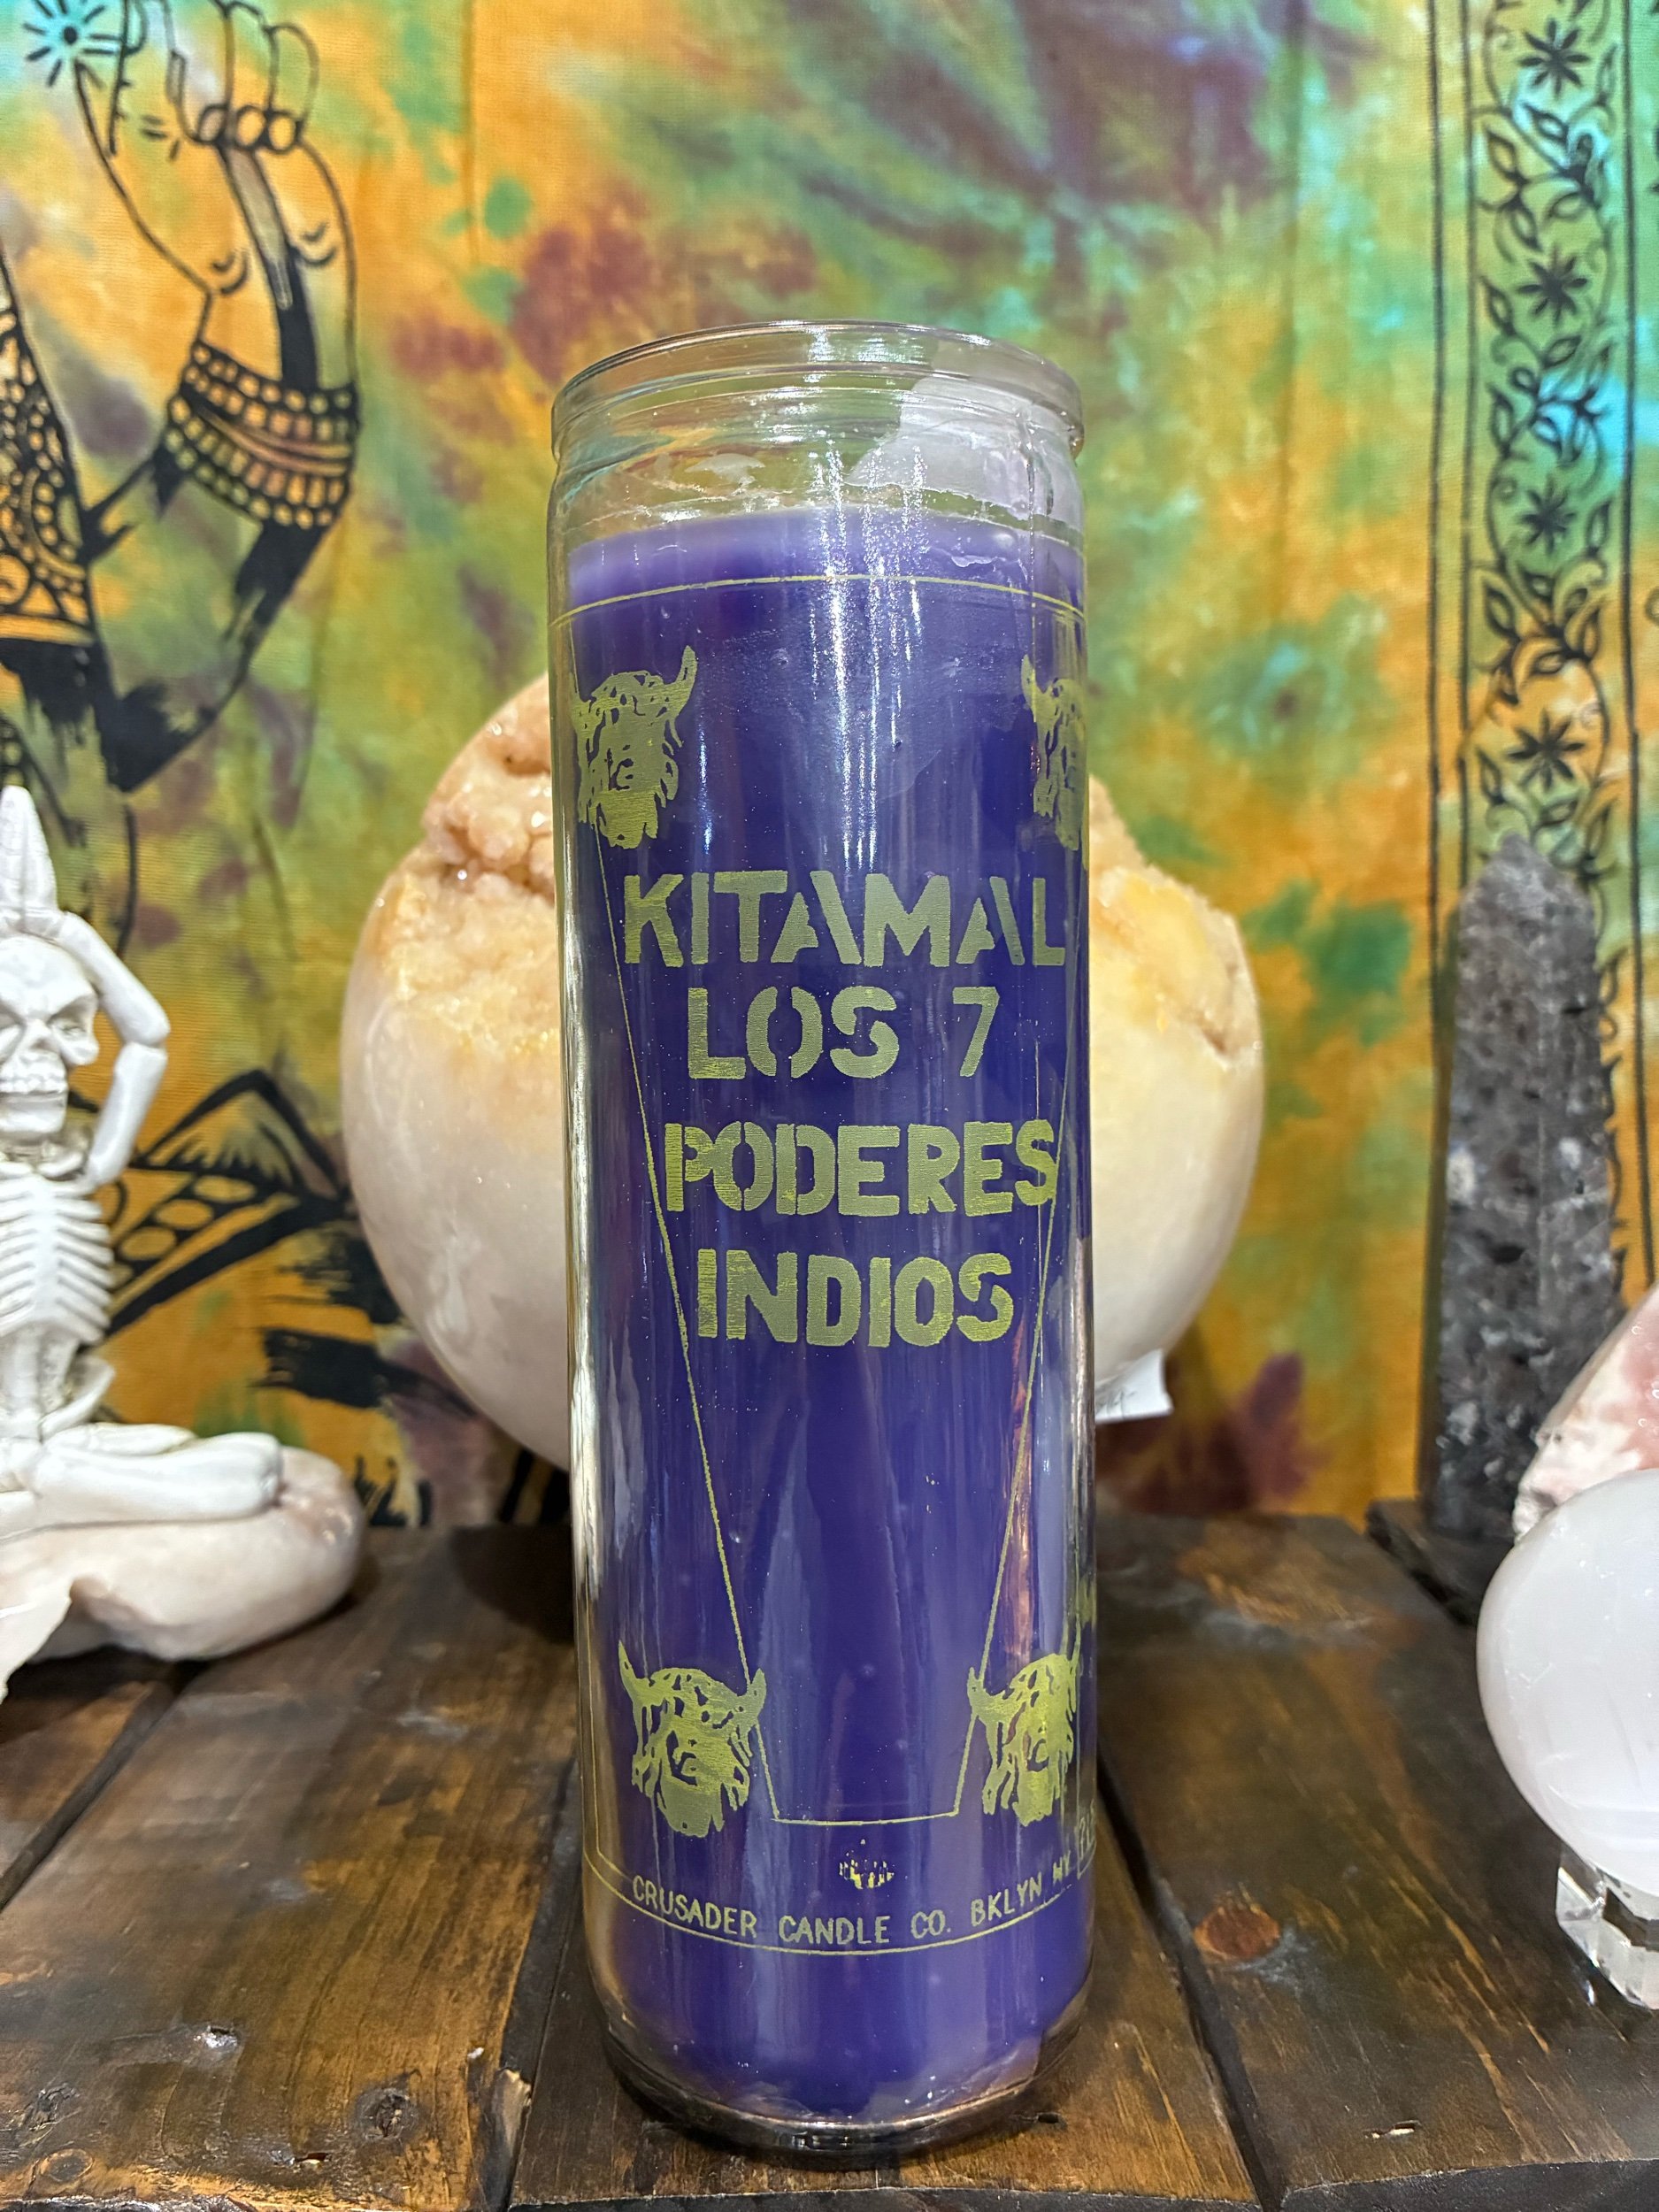 KITAMAL
LOS 7
PODERES
INDIOS
CRUSADER CANDLE CO. BKLYN NY